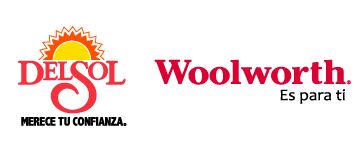 DELSOL
MERECE TU CONFIANZA.
Woolworth.
Es para ti